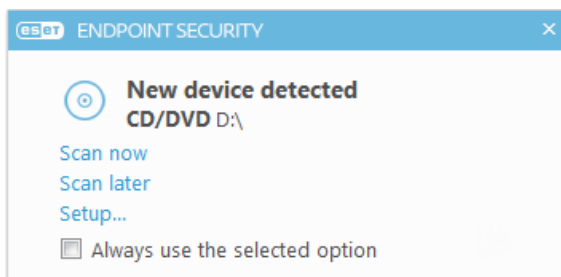 eset ENDPOINT SECURITY ×
New device detected
CD/DVD D:\
Scan now
Scan later
Setup...
Always use the selected option